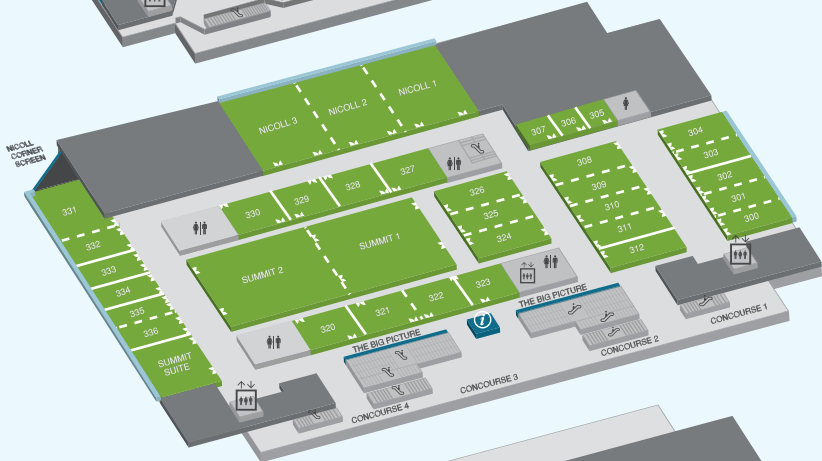 NICOLL 1
NICOLL 2
NICOLL 3
NICOLL
CORNER
SCREEN
307
306
305
304
303
302
301
300
308
309
310
311
312
326
325
324
327
328
329
330
331
332
333
334
335
336
SUMMIT
SUITE
SUMMIT 1
SUMMIT 2
323
322
321
320
THE BIG PICTURE
THE BIG PICTURE
i
CONCOURSE 1
CONCOURSE 2
CONCOURSE 3
CONCOURSE 4